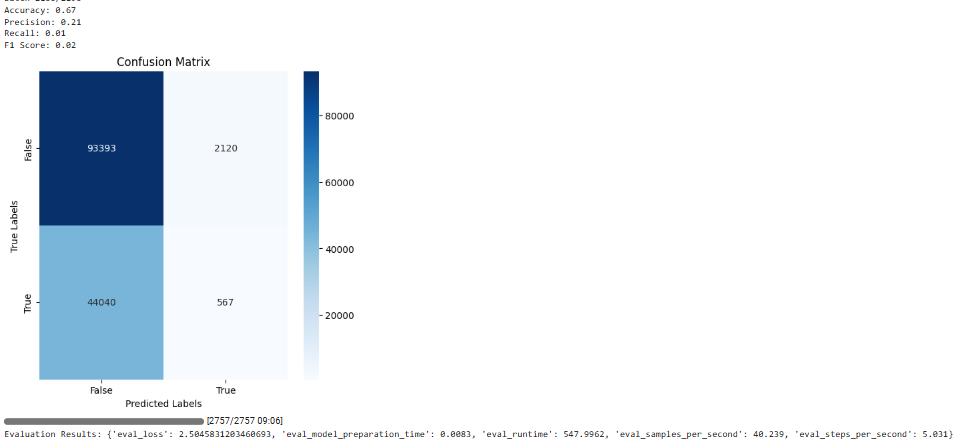 Accuracy: 0.67
Precision: 0.21
Recall: 0.01
F1 Score: 0.02
Confusion Matrix
False
93393
2120
80000
60000
True Labels
40000
True
44040
567
20000
False
True
Predicted Labels
[2757/2757 09:06]
Evaluation Results: {'eval_loss': 2.5045831203460693, 'eval_model_preparation_time': 0.0083, 'eval_runtime': 547.9962, 'eval_samples_per_second': 40.239, 'eval_steps_per_second': 5.031}